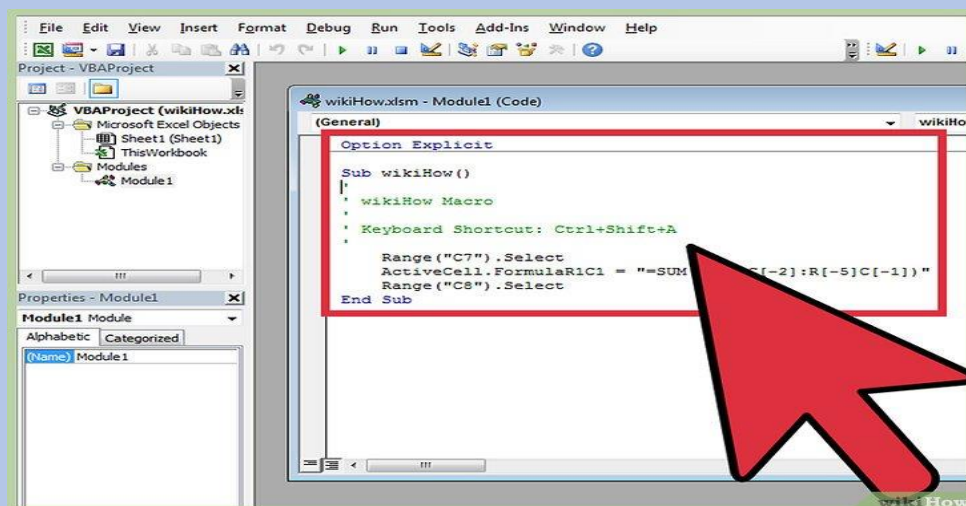 File Edit View Insert Format Debug Run Tools Add-Ins Window Help
Project - VBAProject
VBAProject (wikiHow.xls
Microsoft Excel Objects
Sheet1 (Sheet1)
ThisWorkbook
Modules
Module1
Properties - Module1
Module1 Module
Alphabetic Categorized
(Name) Module1
wikiHow.xlsm - Module1 (Code)
(General) wikiHo
Option Explicit
Sub wikiHow()
'
' wikiHow Macro
'
' Keyboard Shortcut: Ctrl+Shift+A
'
Range("C7").Select
ActiveCell.FormulaR1C1 = "=SUM C[-2]:R[-5]C[-1])"
Range("C8").Select
End Sub
wikiHow